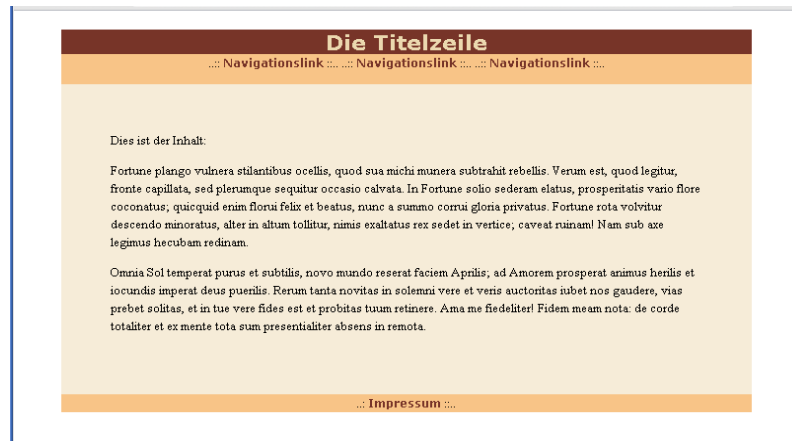 Die Titelzeile
..:: Navigationslink ::.. ..:: Navigationslink ::.. ..:: Navigationslink ::..
Dies ist der Inhalt:
Fortune plango vulnera stilantibus ocellis, quod sua michi munera subtrahit rebellis. Verum est, quod legitur,
fronte capillata, sed plerumque sequitur occasio calvata. In Fortune solio sederam elatus, prosperitatis vario flore
coconatus; quicquid enim florui felix et beatus, nunc a summo corrui gloria privatus. Fortune rota volvitur
descendo minoratus, alter in altum tollitur, nimis exaltatus rex sedet in vertice; caveat ruinam! Nam sub axe
legimus hecubam redinam.
Omnia Sol temperat purus et subtilis, novo mundo reserat faciem Aprilis; ad Amorem prosperat animus herilis et
iocundis imperat deus puerilis. Rerum tanta novitas in solemni vere et veris auctoritas iubet nos gaudere, vias
prebet solitas, et in tue vere fides est et probitas tuum retinere. Ama me fiedeliter! Fidem meam nota: de corde
totaliter et ex mente tota sum presentialiter absens in remota.
..: Impressum ::..